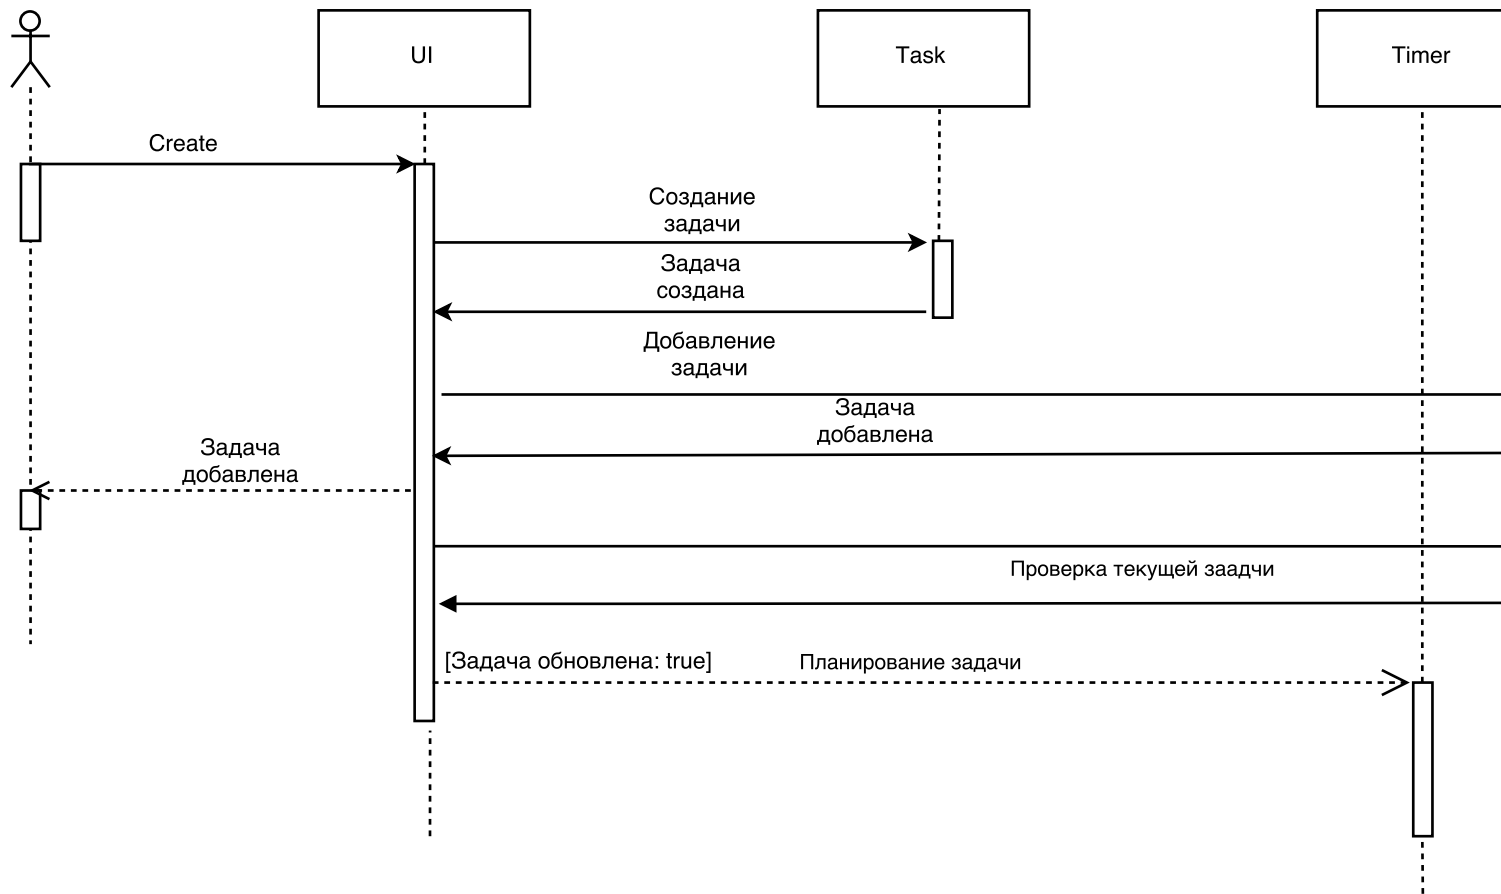 UI
Task
Timer
Create
Создание
задачи
Задача
создана
Добавление
задачи
Задача
добавлена
Задача
добавлена
Проверка текущей заадчи
[Задача обновлена: true]
Планирование задачи